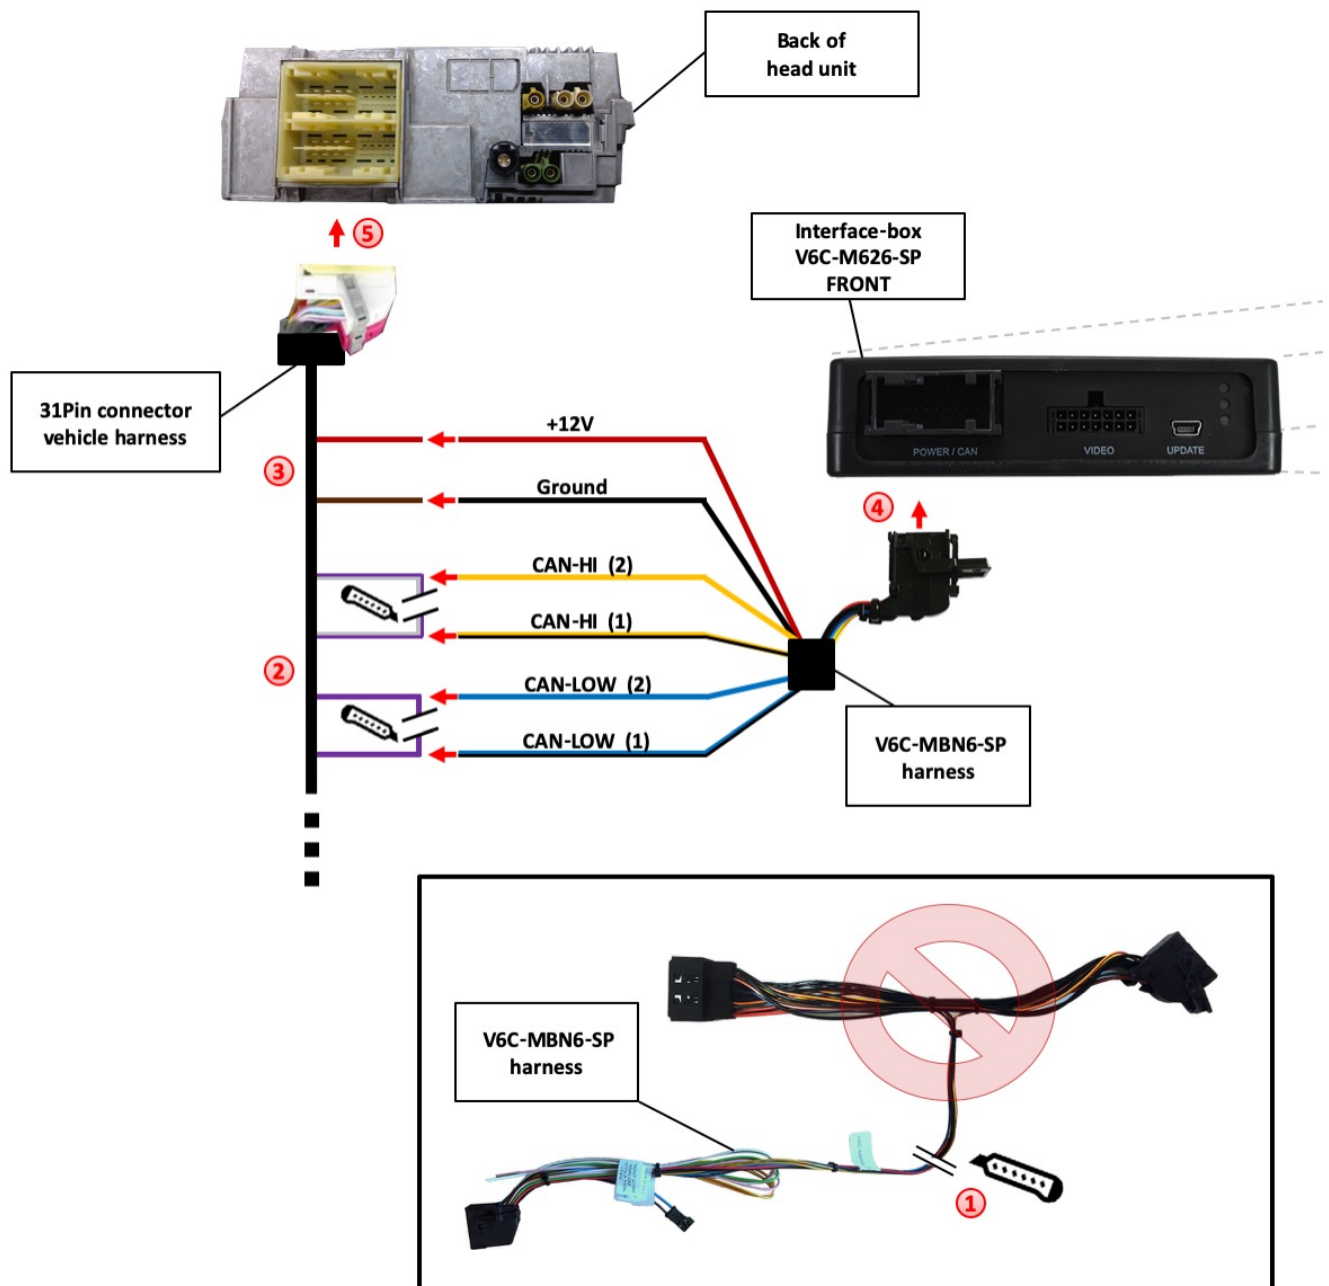 Back of
head unit
5
Interface-box
V6C-M626-SP
FRONT
31Pin connector
vehicle harness
+12V
POWER / CAN
VIDEO
UPDATE
3
Ground
4
CAN-HI (2)
CAN-HI (1)
2
CAN-LOW (2)
CAN-LOW (1)
V6C-MBN6-SP
harness
V6C-MBN6-SP
harness
1